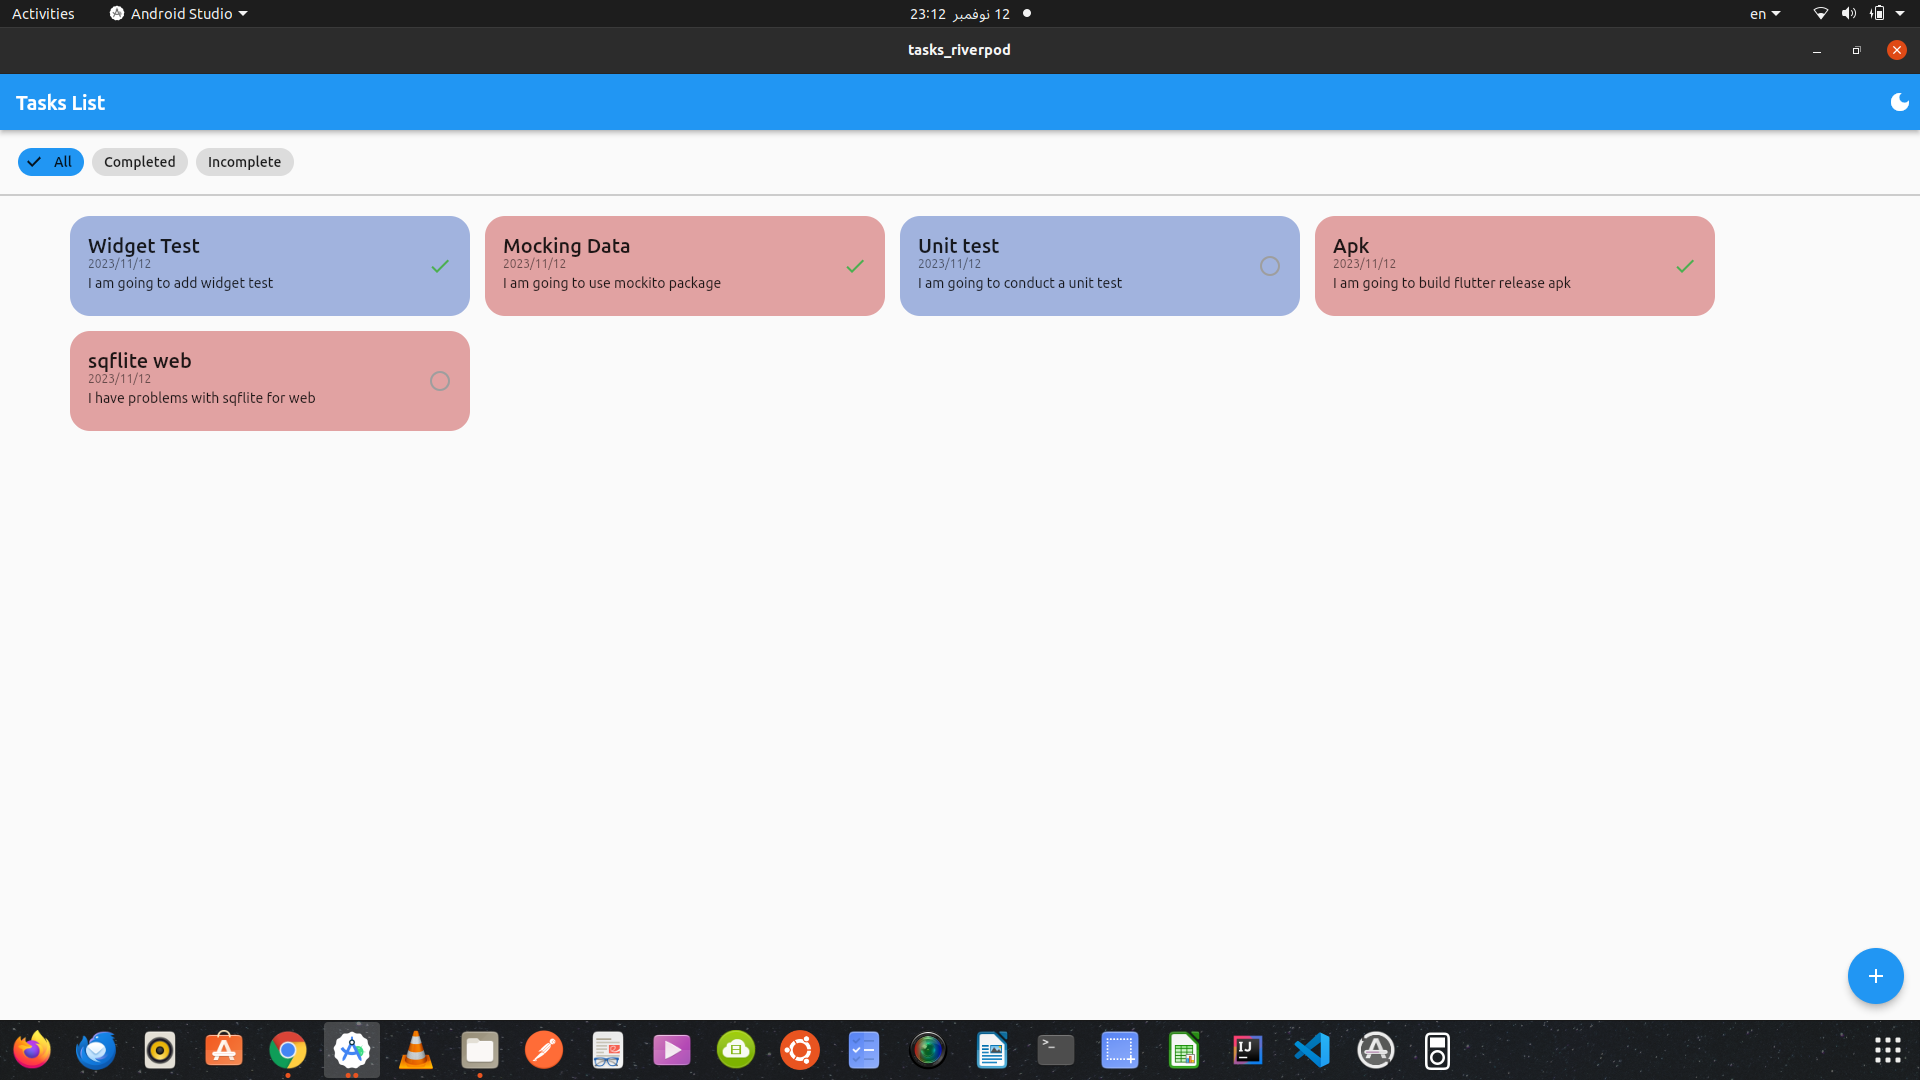 Activities
Android Studio
12 نوفمبر 23:12
en
tasks_riverpod
Tasks List
All
Completed
Incomplete
Widget Test
2023/11/12
I am going to add widget test
Mocking Data
2023/11/12
I am going to use mockito package
Unit test
2023/11/12
I am going to conduct a unit test
Apk
2023/11/12
I am going to build flutter release apk
sqflite web
2023/11/12
I have problems with sqflite for web
IJ